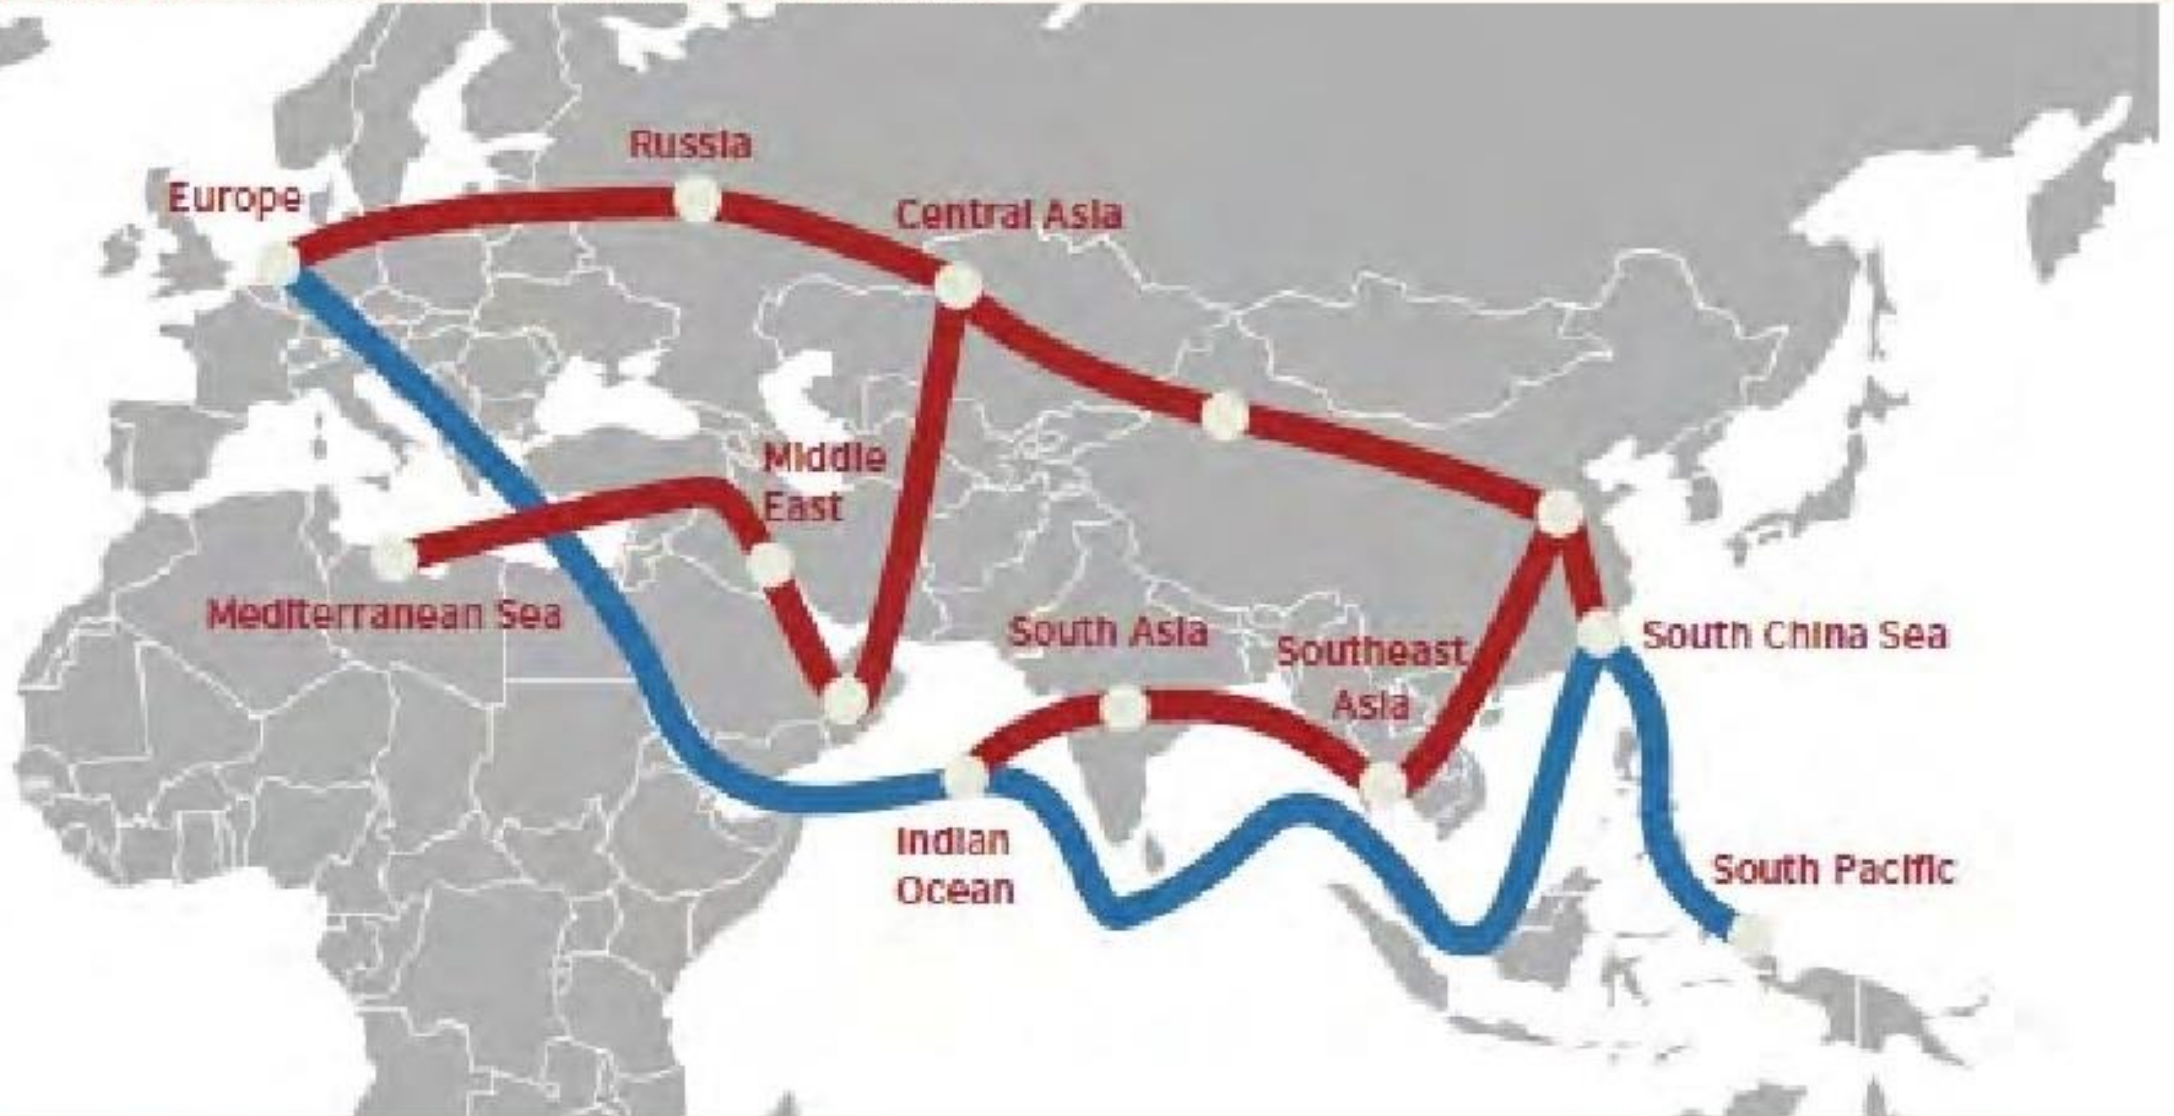 Russia
Europe
Central Asia
Middle
East
Mediterranean Sea
South Asia
Southeast
Asia
South China Sea
Indian
Ocean
South Pacific